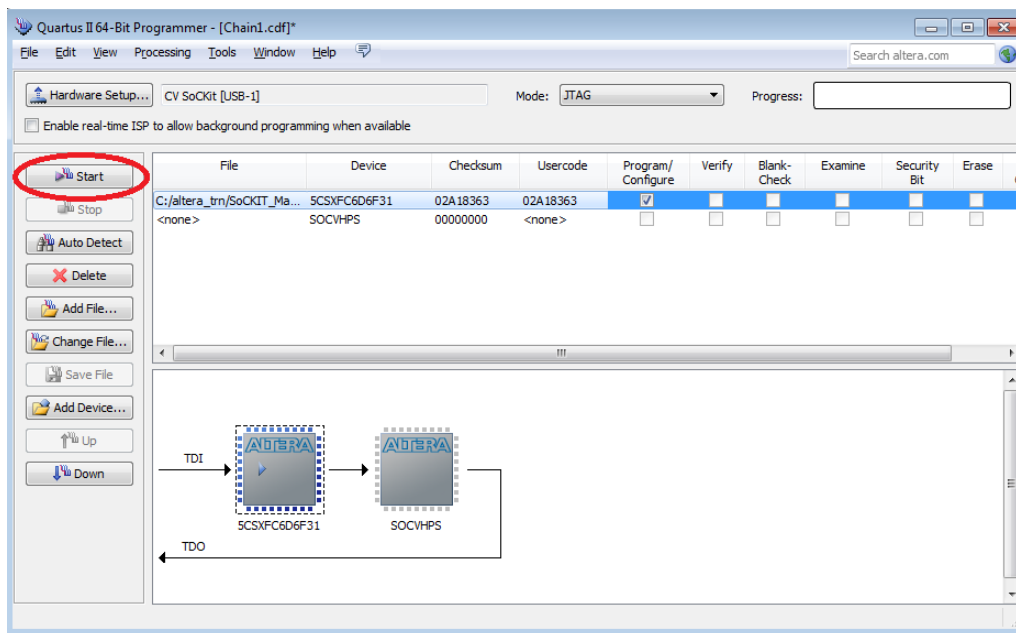 Quartus II 64-Bit Programmer - [Chain1.cdf]*
File Edit View Processing Tools Window Help
Search altera.com
Hardware Setup... CV SoCKit [USB-1] Mode: JTAG Progress:
Enable real-time ISP to allow background programming when available
Start
Stop
Auto Detect
Delete
Add File...
Change File...
Save File
Add Device...
Up
Down
File Device Checksum Usercode Program/ Verify Blank- Examine Security Erase
Configure Check Bit
C:/altera_trn/SoCKIT_Ma... 5CSXFC6D6F31 02A18363 02A18363
<none> SOCVHPS 00000000 <none>
TDI
ALTERA ALTERA
5CSXFC6D6F31 SOCVHPS
TDO